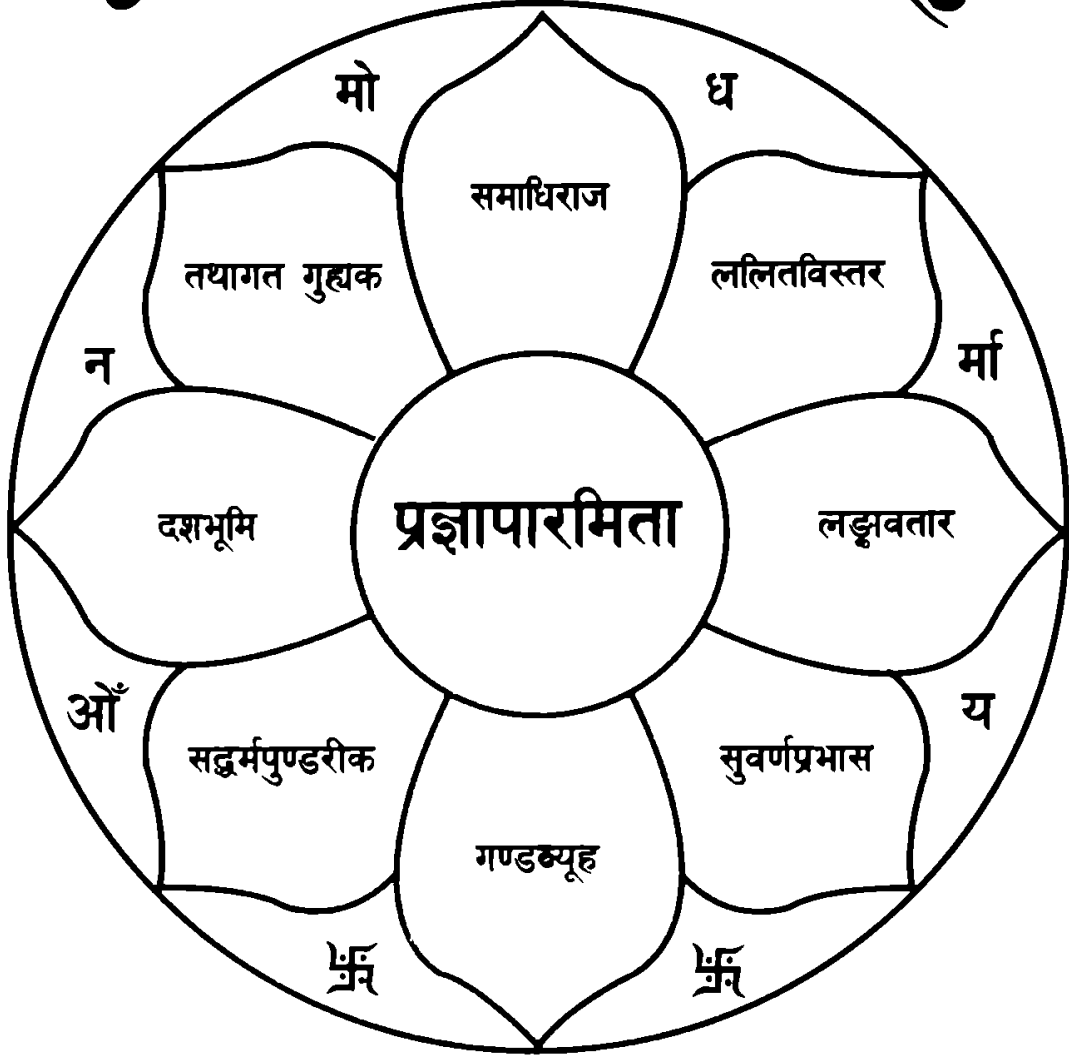 मो
ध
समाधिराज
तथागत गुह्यक
ललितविस्तर
न
र्मा
दशभूमि
प्रज्ञापारमिता
लङ्कावतार
ओँ
य
सद्धर्मपुण्डरीक
सुवर्णप्रभास
गण्डव्यूह
卐
卐